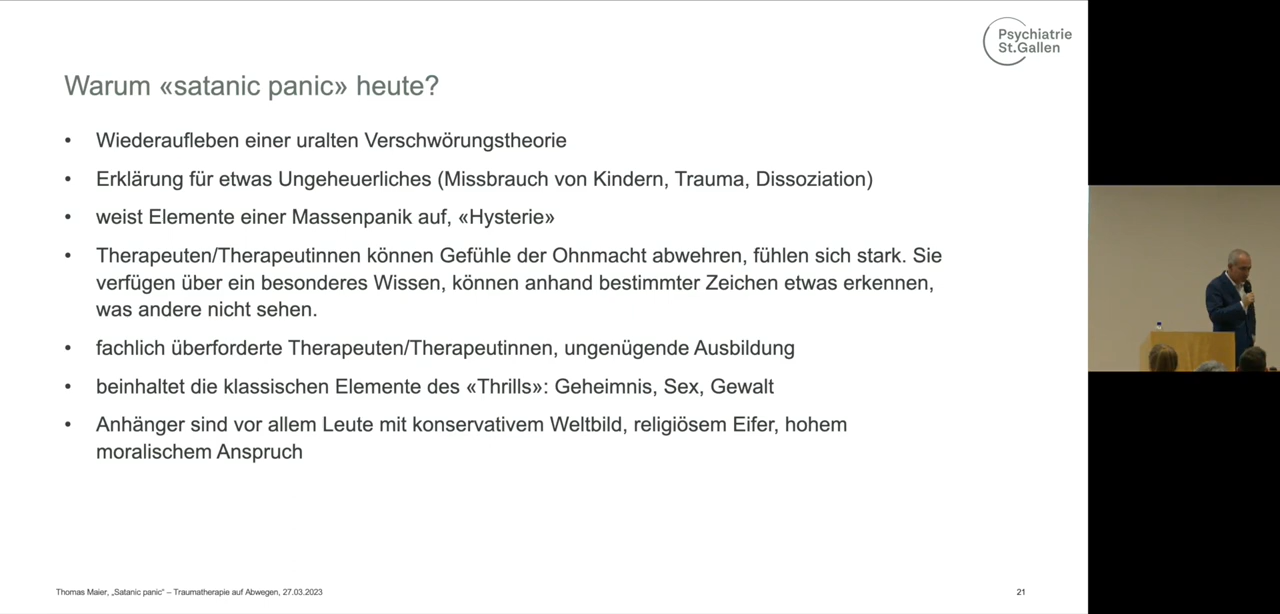 Psychiatrie
St.Gallen
Warum «satanic panic» heute?
• Wiederaufleben einer uralten Verschwörungstheorie
• Erklärung für etwas Ungeheuerliches (Missbrauch von Kindern, Trauma, Dissoziation)
• weist Elemente einer Massenpanik auf, «Hysterie»
• Therapeuten/Therapeutinnen können Gefühle der Ohnmacht abwehren, fühlen sich stark. Sie
verfügen über ein besonderes Wissen, können anhand bestimmter Zeichen etwas erkennen,
was andere nicht sehen.
• fachlich überforderte Therapeuten/Therapeutinnen, ungenügende Ausbildung
• beinhaltet die klassischen Elemente des «Thrills»: Geheimnis, Sex, Gewalt
• Anhänger sind vor allem Leute mit konservativem Weltbild, religiösem Eifer, hohem
moralischem Anspruch
Thomas Maier, „Satanic panic“ – Traumatherapie auf Abwegen, 27.03.2023
21